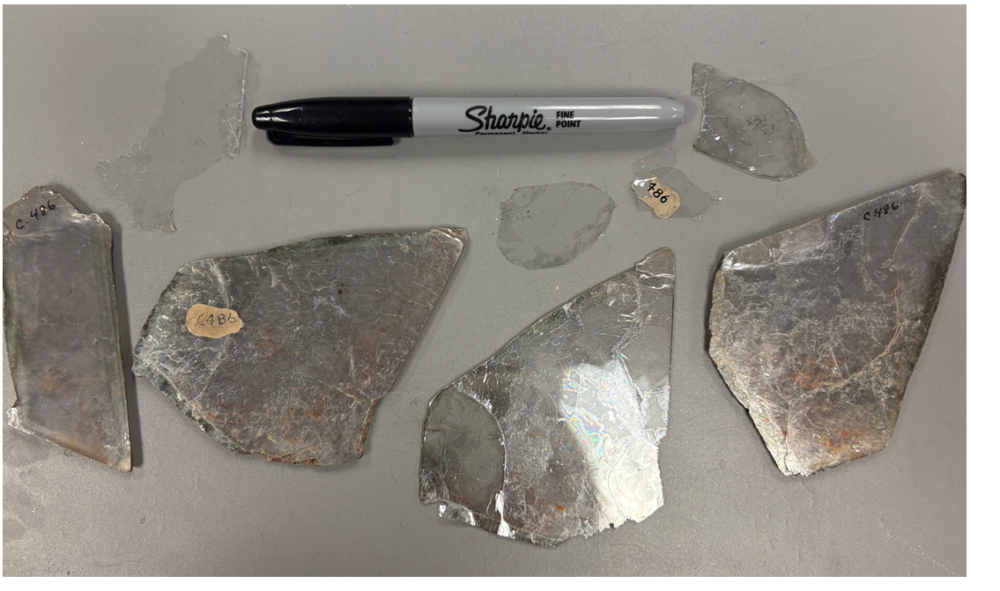 Sharpie. FINE
POINT
Permanent Marker
486
C.486
C486
C486